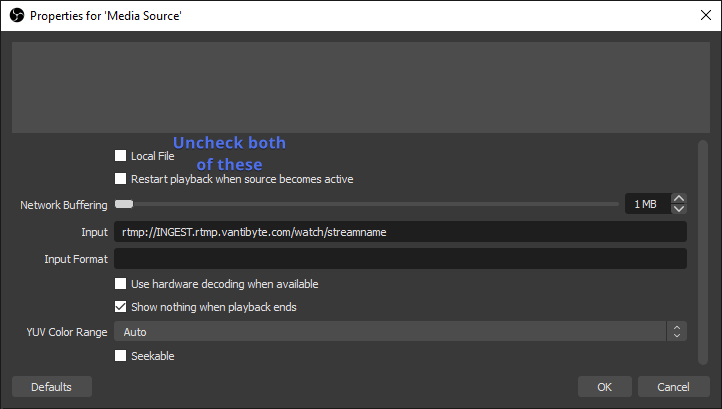 Properties for 'Media Source'
Uncheck both
Local File
of these
Restart playback when source becomes active
Network Buffering 1 MB
Input rtmp://INGEST.rtmp.vantibyte.com/watch/streamname
Input Format
Use hardware decoding when available
Show nothing when playback ends
YUV Color Range Auto
Seekable
Defaults OK Cancel